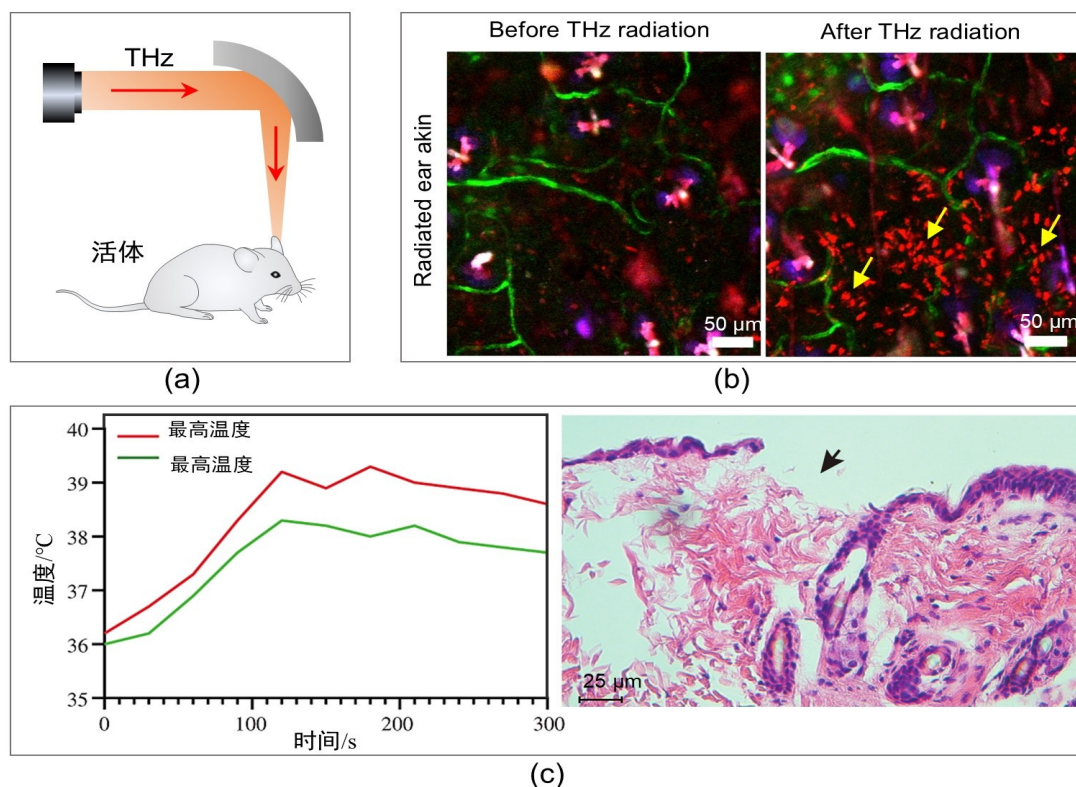 THz
活体
(a)
Before THz radiation
After THz radiation
Radiated ear akin
50 μm
50 μm
(b)
40
39
38
37
36
35
温度/℃
最高温度
最高温度
0
100
200
300
时间/s
25 μm
(c)